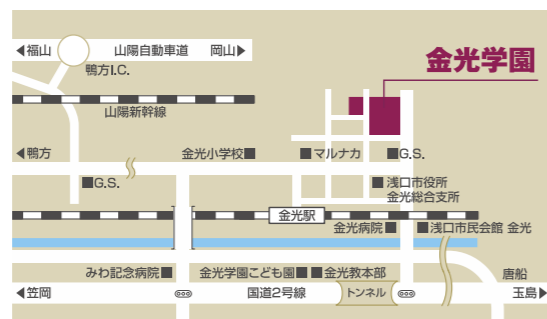 ◀福山
山陽自動車道
岡山▶
鴨方I.C.
金光学園
山陽新幹線
◀鴨方
金光小学校■
■マルナカ
■G.S.
■G.S.
■浅口市役所
金光総合支所
金光駅
金光病院■
■浅口市民会館 金光
みわ記念病院■
金光学園こども園■
■金光教本部
唐船
◀笠岡
国道2号線
トンネル
玉島▶